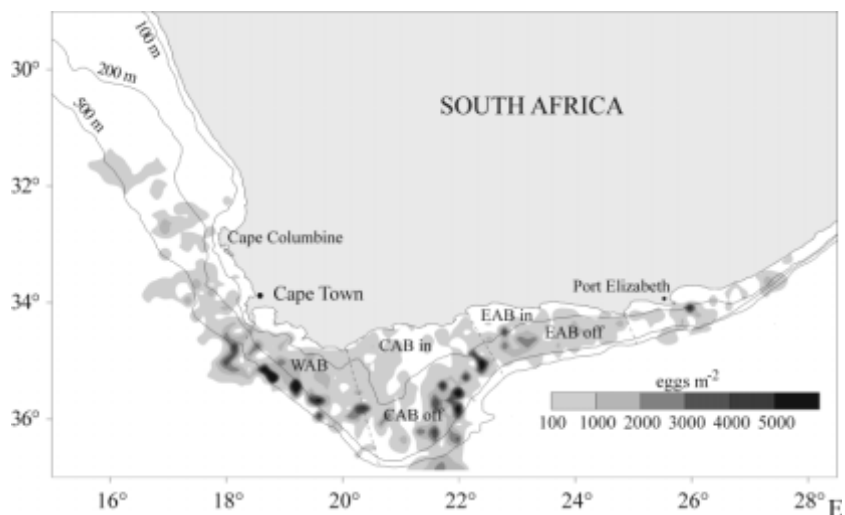 100 m
30°
200 m
500 m
SOUTH AFRICA
32°
Cape Columbine
Port Elizabeth
34°
Cape Town
EAB in
CAB in
EAB off
WAB
eggs m-2
CAB off
36°
100 1000 2000 3000 4000 5000
16° 18° 20° 22° 24° 26° 28° E